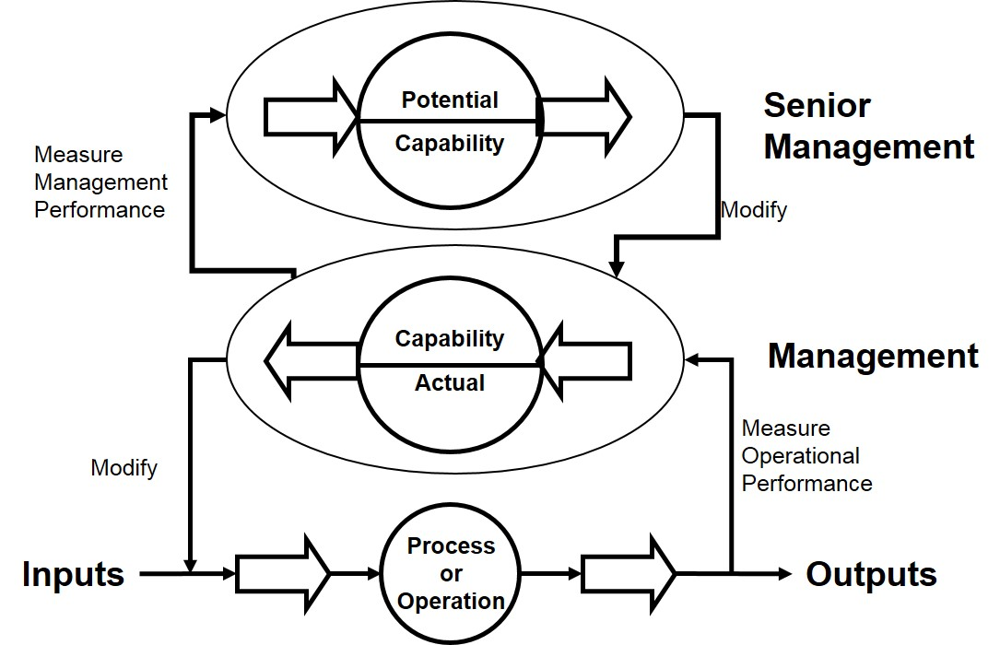 Potential
Capability
Senior
Management
Measure
Management
Performance
Modify
Capability
Actual
Management
Measure
Operational
Performance
Modify
Inputs
Process
or
Operation
Outputs